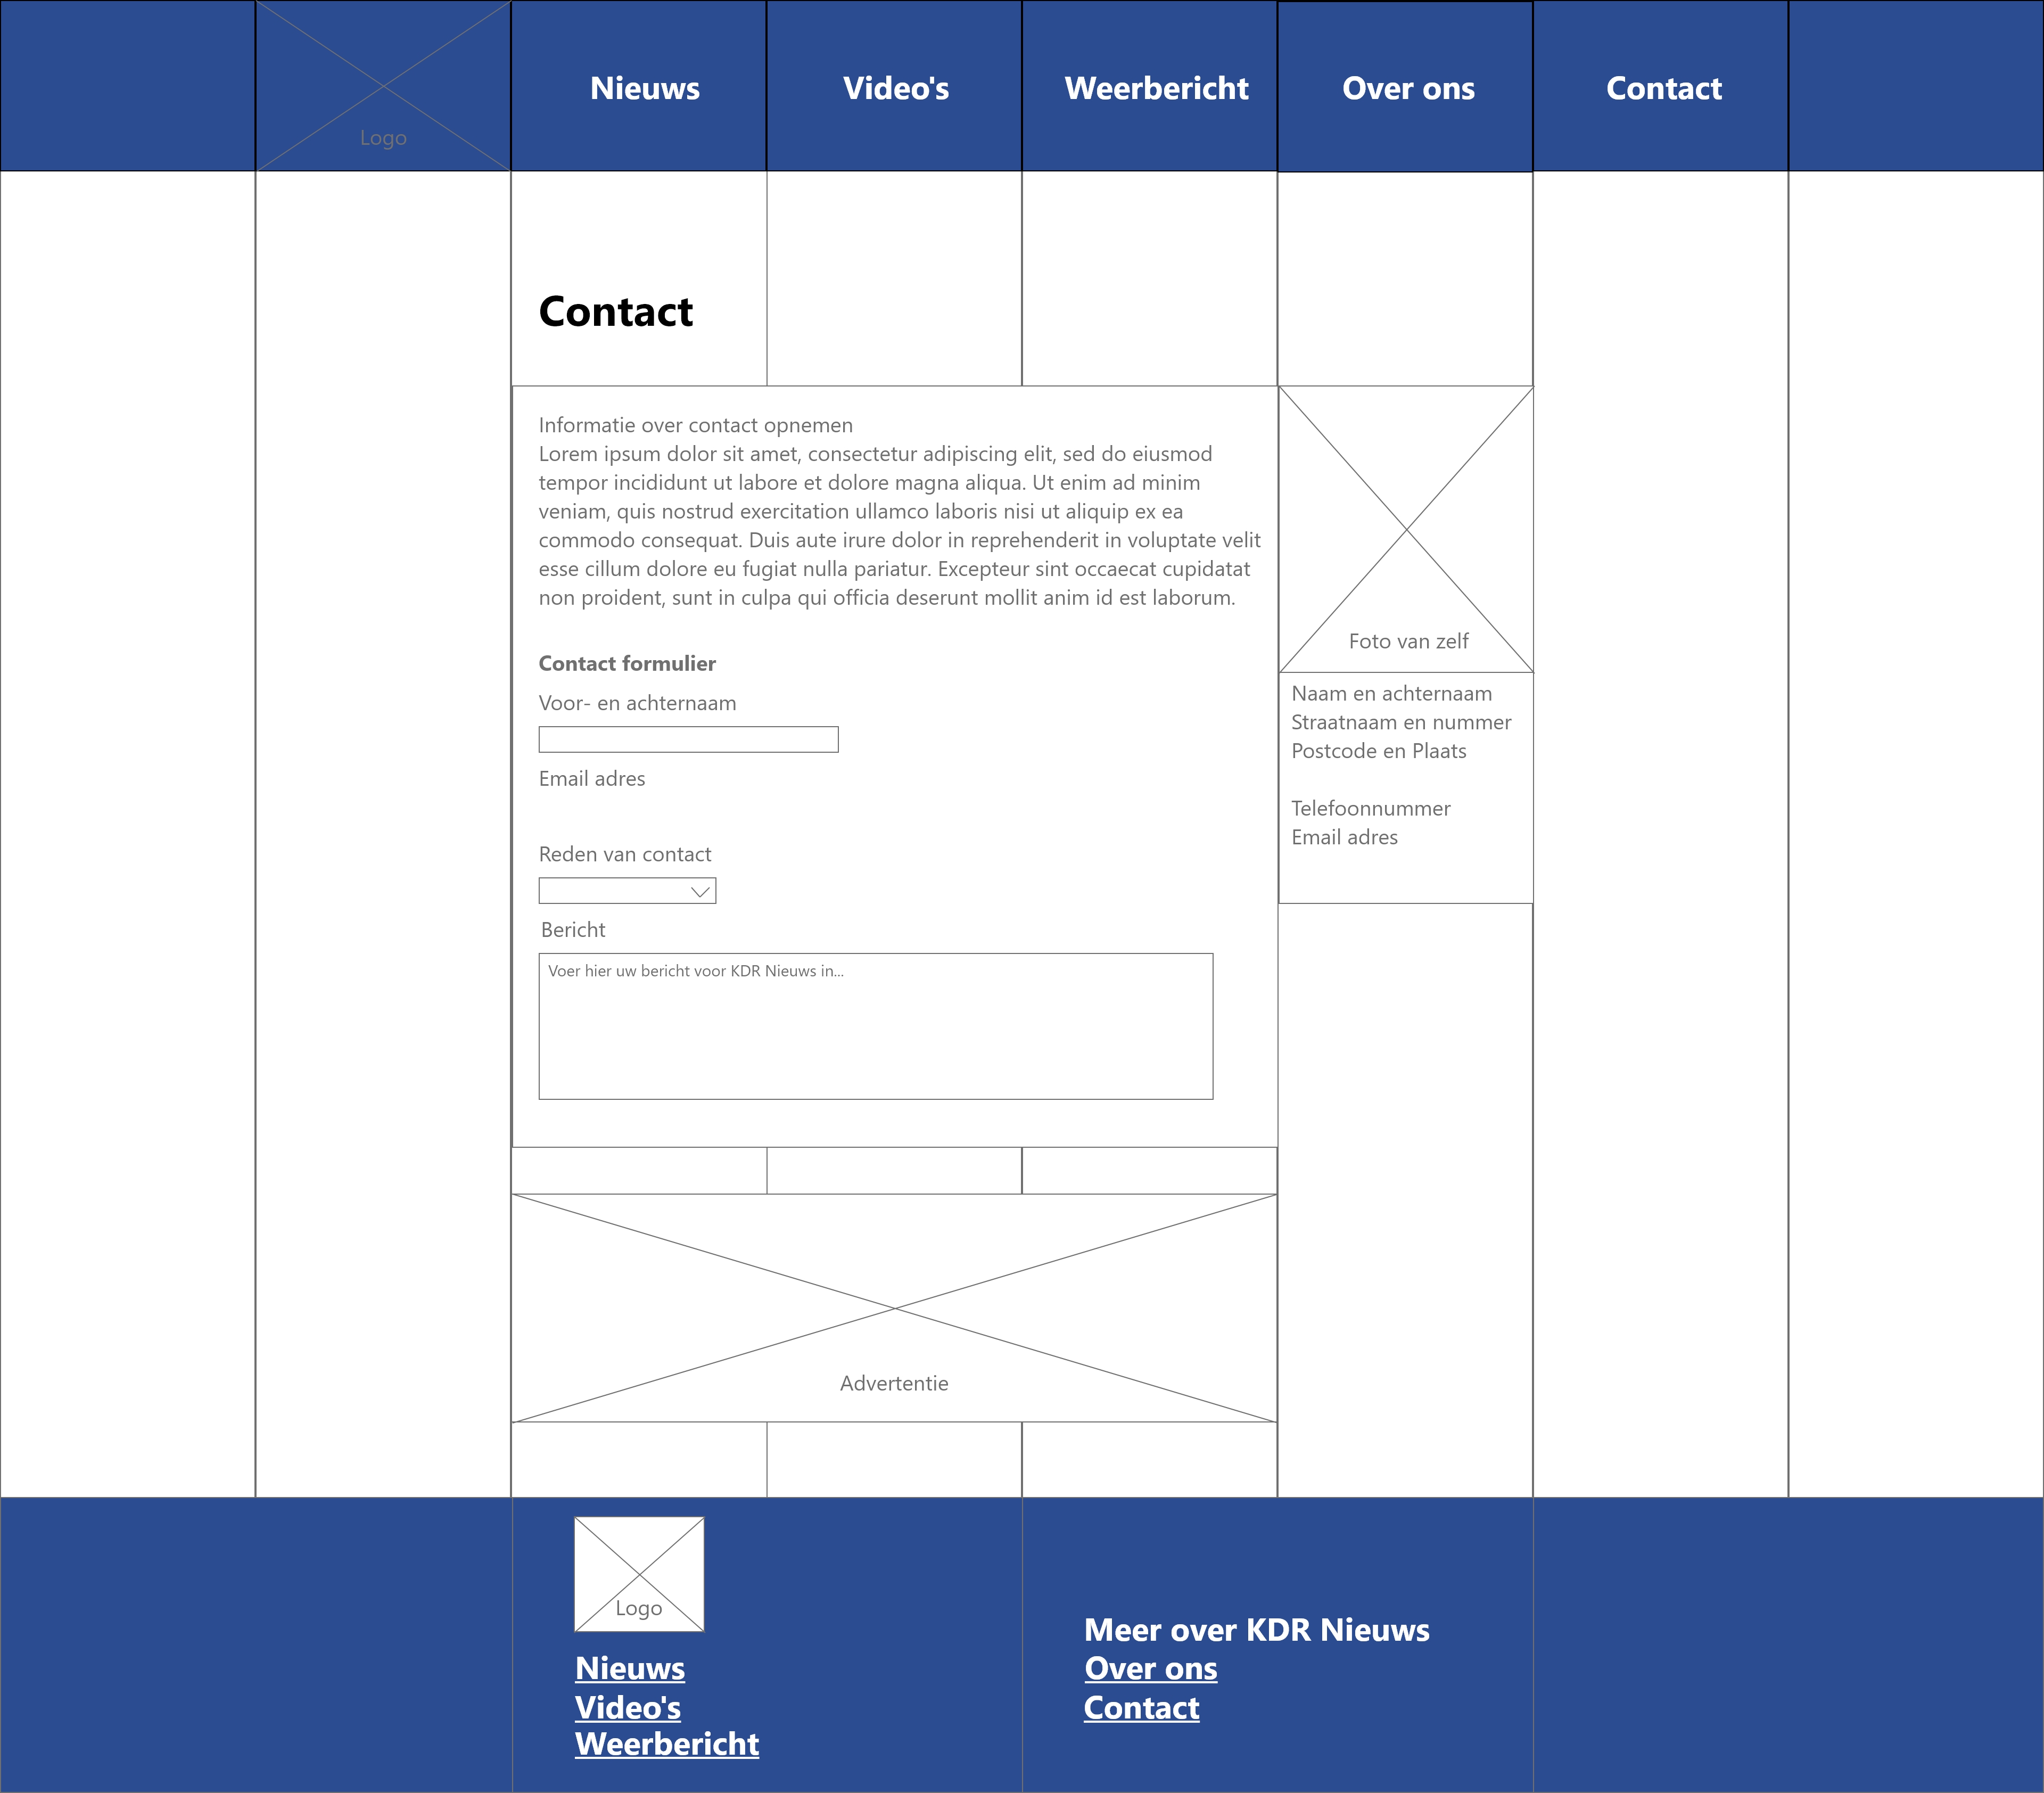 Logo
Nieuws
Video's
Weerbericht
Over ons
Contact
Contact
Informatie over contact opnemen
Lorem ipsum dolor sit amet, consectetur adipiscing elit, sed do eiusmod
tempor incididunt ut labore et dolore magna aliqua. Ut enim ad minim
veniam, quis nostrud exercitation ullamco laboris nisi ut aliquip ex ea
commodo consequat. Duis aute irure dolor in reprehenderit in voluptate velit
esse cillum dolore eu fugiat nulla pariatur. Excepteur sint occaecat cupidatat
non proident, sunt in culpa qui officia deserunt mollit anim id est laborum.
Contact formulier
Voor- en achternaam
Email adres
Reden van contact
Bericht
Voer hier uw bericht voor KDR Nieuws in...
Foto van zelf
Naam en achternaam
Straatnaam en nummer
Postcode en Plaats
Telefoonnummer
Email adres
Advertentie
Logo
Nieuws
Video's
Weerbericht
Meer over KDR Nieuws
Over ons
Contact